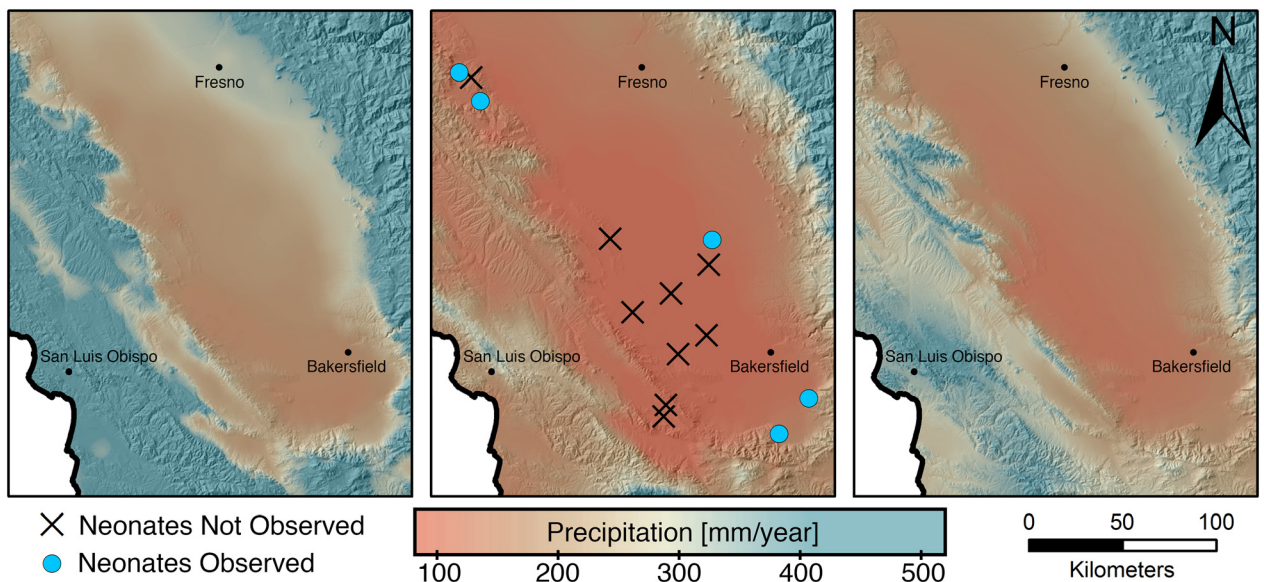 Fresno
San Luis Obispo
Bakersfield
Fresno
San Luis Obispo
Bakersfield
N
Fresno
San Luis Obispo
Bakersfield
Neonates Not Observed
Neonates Observed
Precipitation [mm/year]
100 200 300 400 500
0 50 100
Kilometers